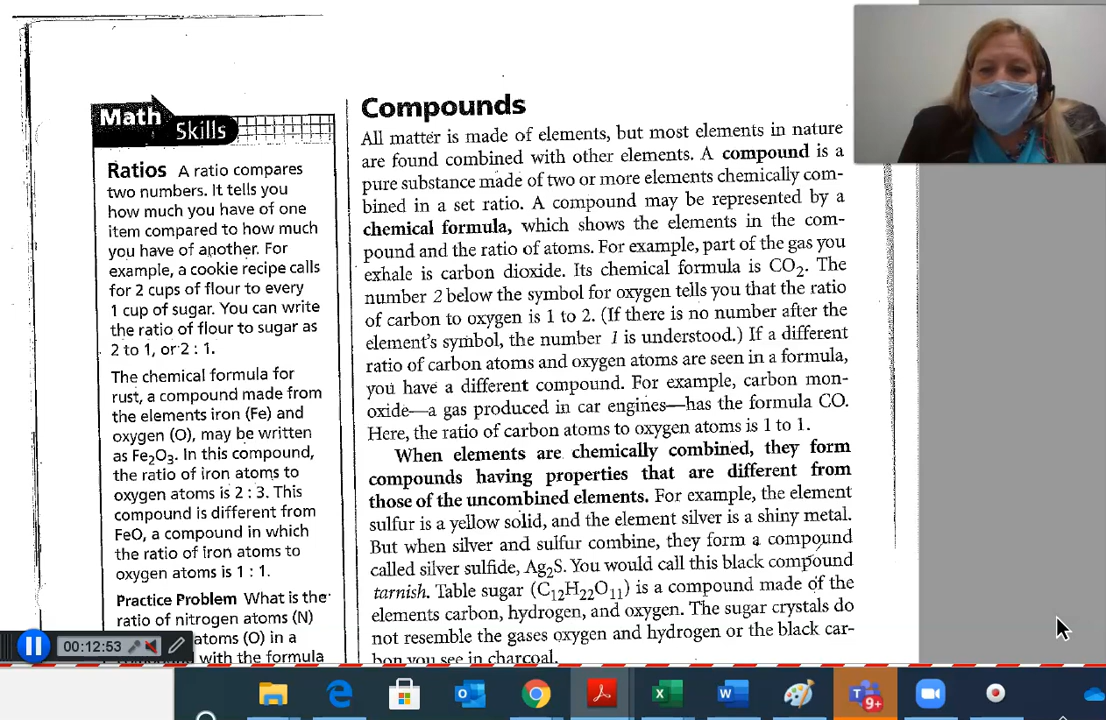 Math
Skills
Ratios A ratio compares
two numbers. It tells you
how much you have of one
item compared to how much
you have of another. For
example, a cookie recipe calls
for 2 cups of flour to every
1 cup of sugar. You can write
the ratio of flour to sugar as
2 to 1, or 2 : 1.
The chemical formula for
rust, a compound made from
the elements iron (Fe) and
oxygen (O), may be written
as Fe₂O₃. In this compound,
the ratio of iron atoms to
oxygen atoms is 2 : 3. This
compound is different from
FeO, a compound in which
the ratio of iron atoms to
oxygen atoms is 1 : 1.
Practice Problem What is the
ratio of nitrogen atoms (N)
atoms (O) in a
with the formula
Compounds
All matter is made of elements, but most elements in nature
are found combined with other elements. A compound is a
pure substance made of two or more elements chemically com-
bined in a set ratio. A compound may be represented by a
chemical formula, which shows the elements in the com-
pound and the ratio of atoms. For example, part of the gas you
exhale is carbon dioxide. Its chemical formula is CO₂. The
number 2 below the symbol for oxygen tells you that the ratio
of carbon to oxygen is 1 to 2. (If there is no number after the
element's symbol, the number 1 is understood.) If a different
ratio of carbon atoms and oxygen atoms are seen in a formula,
you have a different compound. For example, carbon mon-
oxide—a gas produced in car engines—has the formula CO.
Here, the ratio of carbon atoms to oxygen atoms is 1 to 1.
When elements are chemically combined, they form
compounds having properties that are different from
those of the uncombined elements. For example, the element
sulfur is a yellow solid, and the element silver is a shiny metal.
But when silver and sulfur combine, they form a compound
called silver sulfide, Ag₂S. You would call this black compound
tarnish. Table sugar (C₁₂H₂₂O₁₁) is a compound made of the
elements carbon, hydrogen, and oxygen. The sugar crystals do
not resemble the gases oxygen and hydrogen or the black car-
bon you see in charcoal.
00:12:53
9+